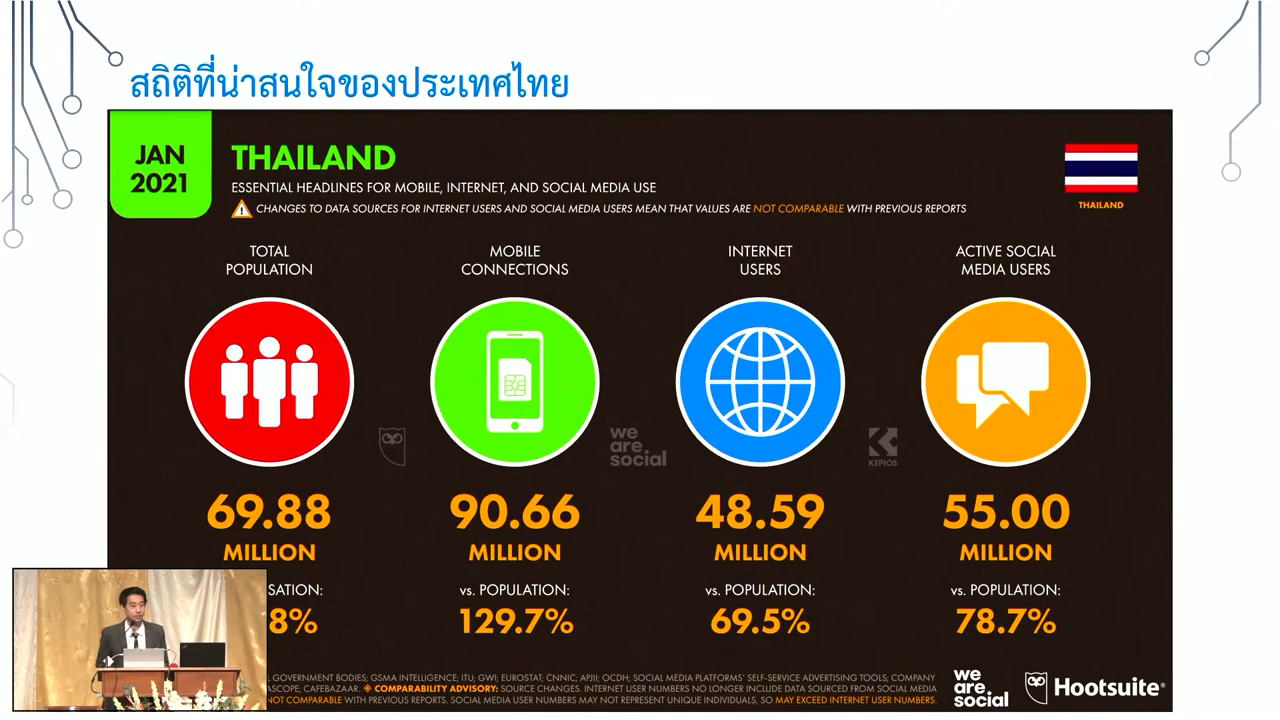 สถิติที่น่าสนใจของประเทศไทย
JAN
2021
THAILAND
ESSENTIAL HEADLINES FOR MOBILE, INTERNET, AND SOCIAL MEDIA USE
CHANGES TO DATA SOURCES FOR INTERNET USERS AND SOCIAL MEDIA USERS MEAN THAT VALUES ARE NOT COMPARABLE WITH PREVIOUS REPORTS
THAILAND
TOTAL
POPULATION
MOBILE
CONNECTIONS
INTERNET
USERS
ACTIVE SOCIAL
MEDIA USERS
we
are
social
KEPIOS
69.88
MILLION
90.66
MILLION
48.59
MILLION
55.00
MILLION
SATION:
8%
vs. POPULATION:
129.7%
vs. POPULATION:
69.5%
vs. POPULATION:
78.7%
GOVERNMENT BODIES; GSMA INTELLIGENCE; ITU; GWI; EUROSTAT; CNNIC; APJII; OCDH; SOCIAL MEDIA PLATFORMS' SELF-SERVICE ADVERTISING TOOLS; COMPANY
ASCOPE; CAFEBAZAAR. COMPARABILITY ADVISORY: SOURCE CHANGES. INTERNET USER NUMBERS NO LONGER INCLUDE DATA SOURCED FROM SOCIAL MEDIA
NOT COMPARABLE WITH PREVIOUS REPORTS. SOCIAL MEDIA USER NUMBERS MAY NOT REPRESENT UNIQUE INDIVIDUALS, SO MAY EXCEED INTERNET USER NUMBERS.
we
are
social
Hootsuite®